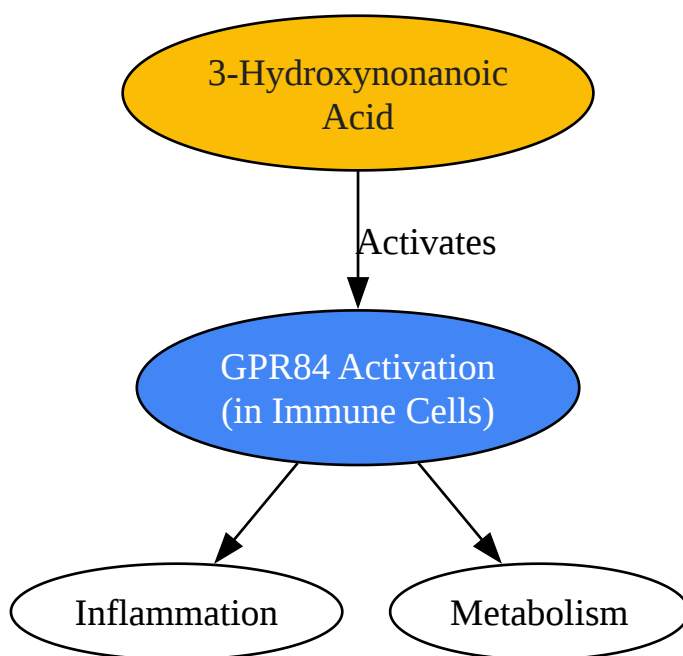 3-Hydroxynonanoic
Acid
Activates
GPR84 Activation
(in Immune Cells)
Inflammation
Metabolism